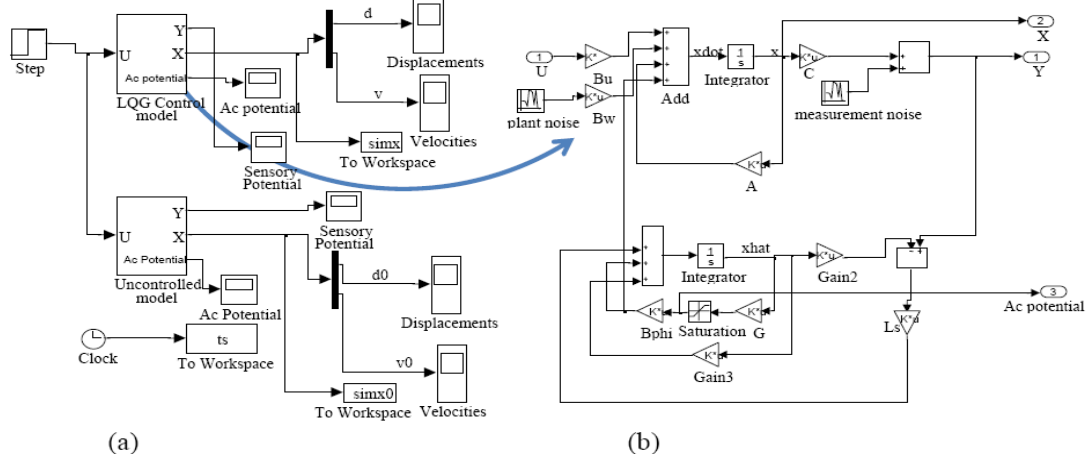 Step
U
Y
X
Ac potential
LQG Control
model
d
Displacements
v
Velocities
Ac potential
Sensory
Potential
simx
To Workspace
U
Y
X
Ac Potential
Uncontrolled
model
Sensory
Potential
Ac Potential
d0
Displacements
v0
Velocities
Clock
ts
To Workspace
simx0
To Workspace
(a)
1
U
K*
Bu
plant noise
K*u
Bw
+
+
+
+
Add
xdot
1
s
Integrator
x
K*u
C
measurement noise
+
+
2
X
1
Y
K*
A
+
+
+
1
s
Integrator
xhat
K*u
Gain2
-
+
K*
Bphi
Saturation
K*
G
K*
Gain3
K*u
Ls
3
Ac potential
(b)